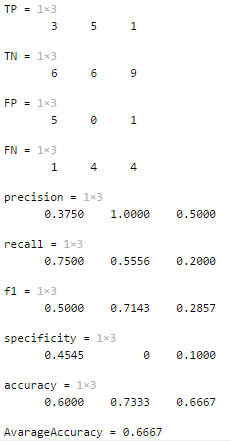 TP = 1×3
3 5 1
TN = 1×3
6 6 9
FP = 1×3
5 0 1
FN = 1×3
1 4 4
precision = 1×3
0.3750 1.0000 0.5000
recall = 1×3
0.7500 0.5556 0.2000
f1 = 1×3
0.5000 0.7143 0.2857
specificity = 1×3
0.4545 0 0.1000
accuracy = 1×3
0.6000 0.7333 0.6667
AvarageAccuracy = 0.6667